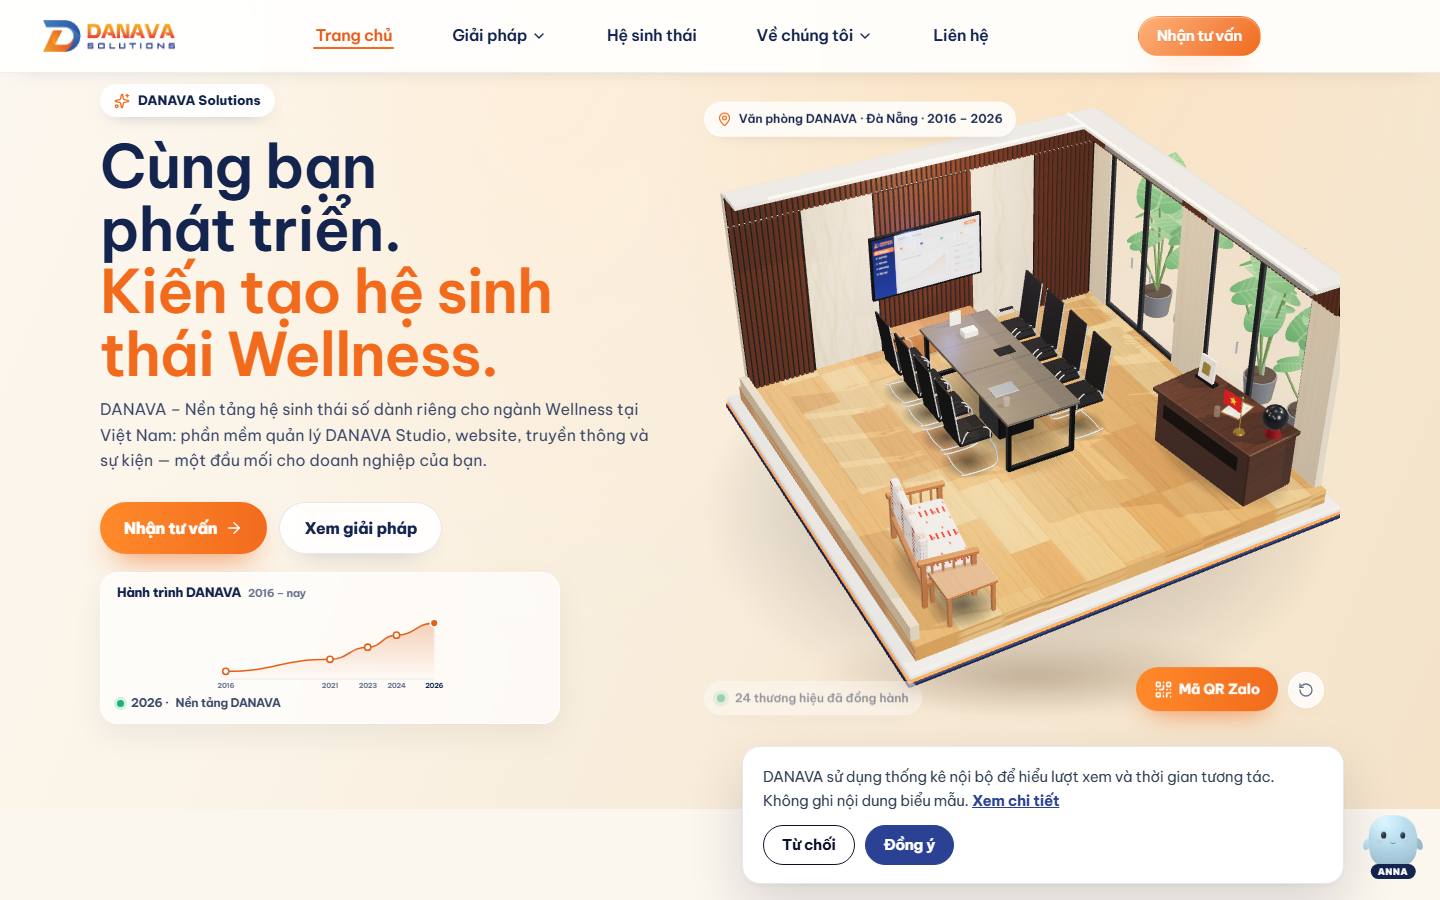 DANAVA
SOLUTIONS
Trang chủ
Giải pháp
Hệ sinh thái
Về chúng tôi
Liên hệ
Nhận tư vấn
DANAVA Solutions
Cùng bạn
phát triển.
Kiến tạo hệ sinh
thái Wellness.
DANAVA – Nền tảng hệ sinh thái số dành riêng cho ngành Wellness tại
Việt Nam: phần mềm quản lý DANAVA Studio, website, truyền thông và
sự kiện — một đầu mối cho doanh nghiệp của bạn.
Nhận tư vấn
Xem giải pháp
Hành trình DANAVA 2016 – nay
2016 2021 2023 2024 2026
2026 · Nền tảng DANAVA
Văn phòng DANAVA · Đà Nẵng · 2016 – 2026
24 thương hiệu đã đồng hành
Mã QR Zalo
DANAVA sử dụng thống kê nội bộ để hiểu lượt xem và thời gian tương tác.
Không ghi nội dung biểu mẫu. Xem chi tiết
Từ chối
Đồng ý
ANNA